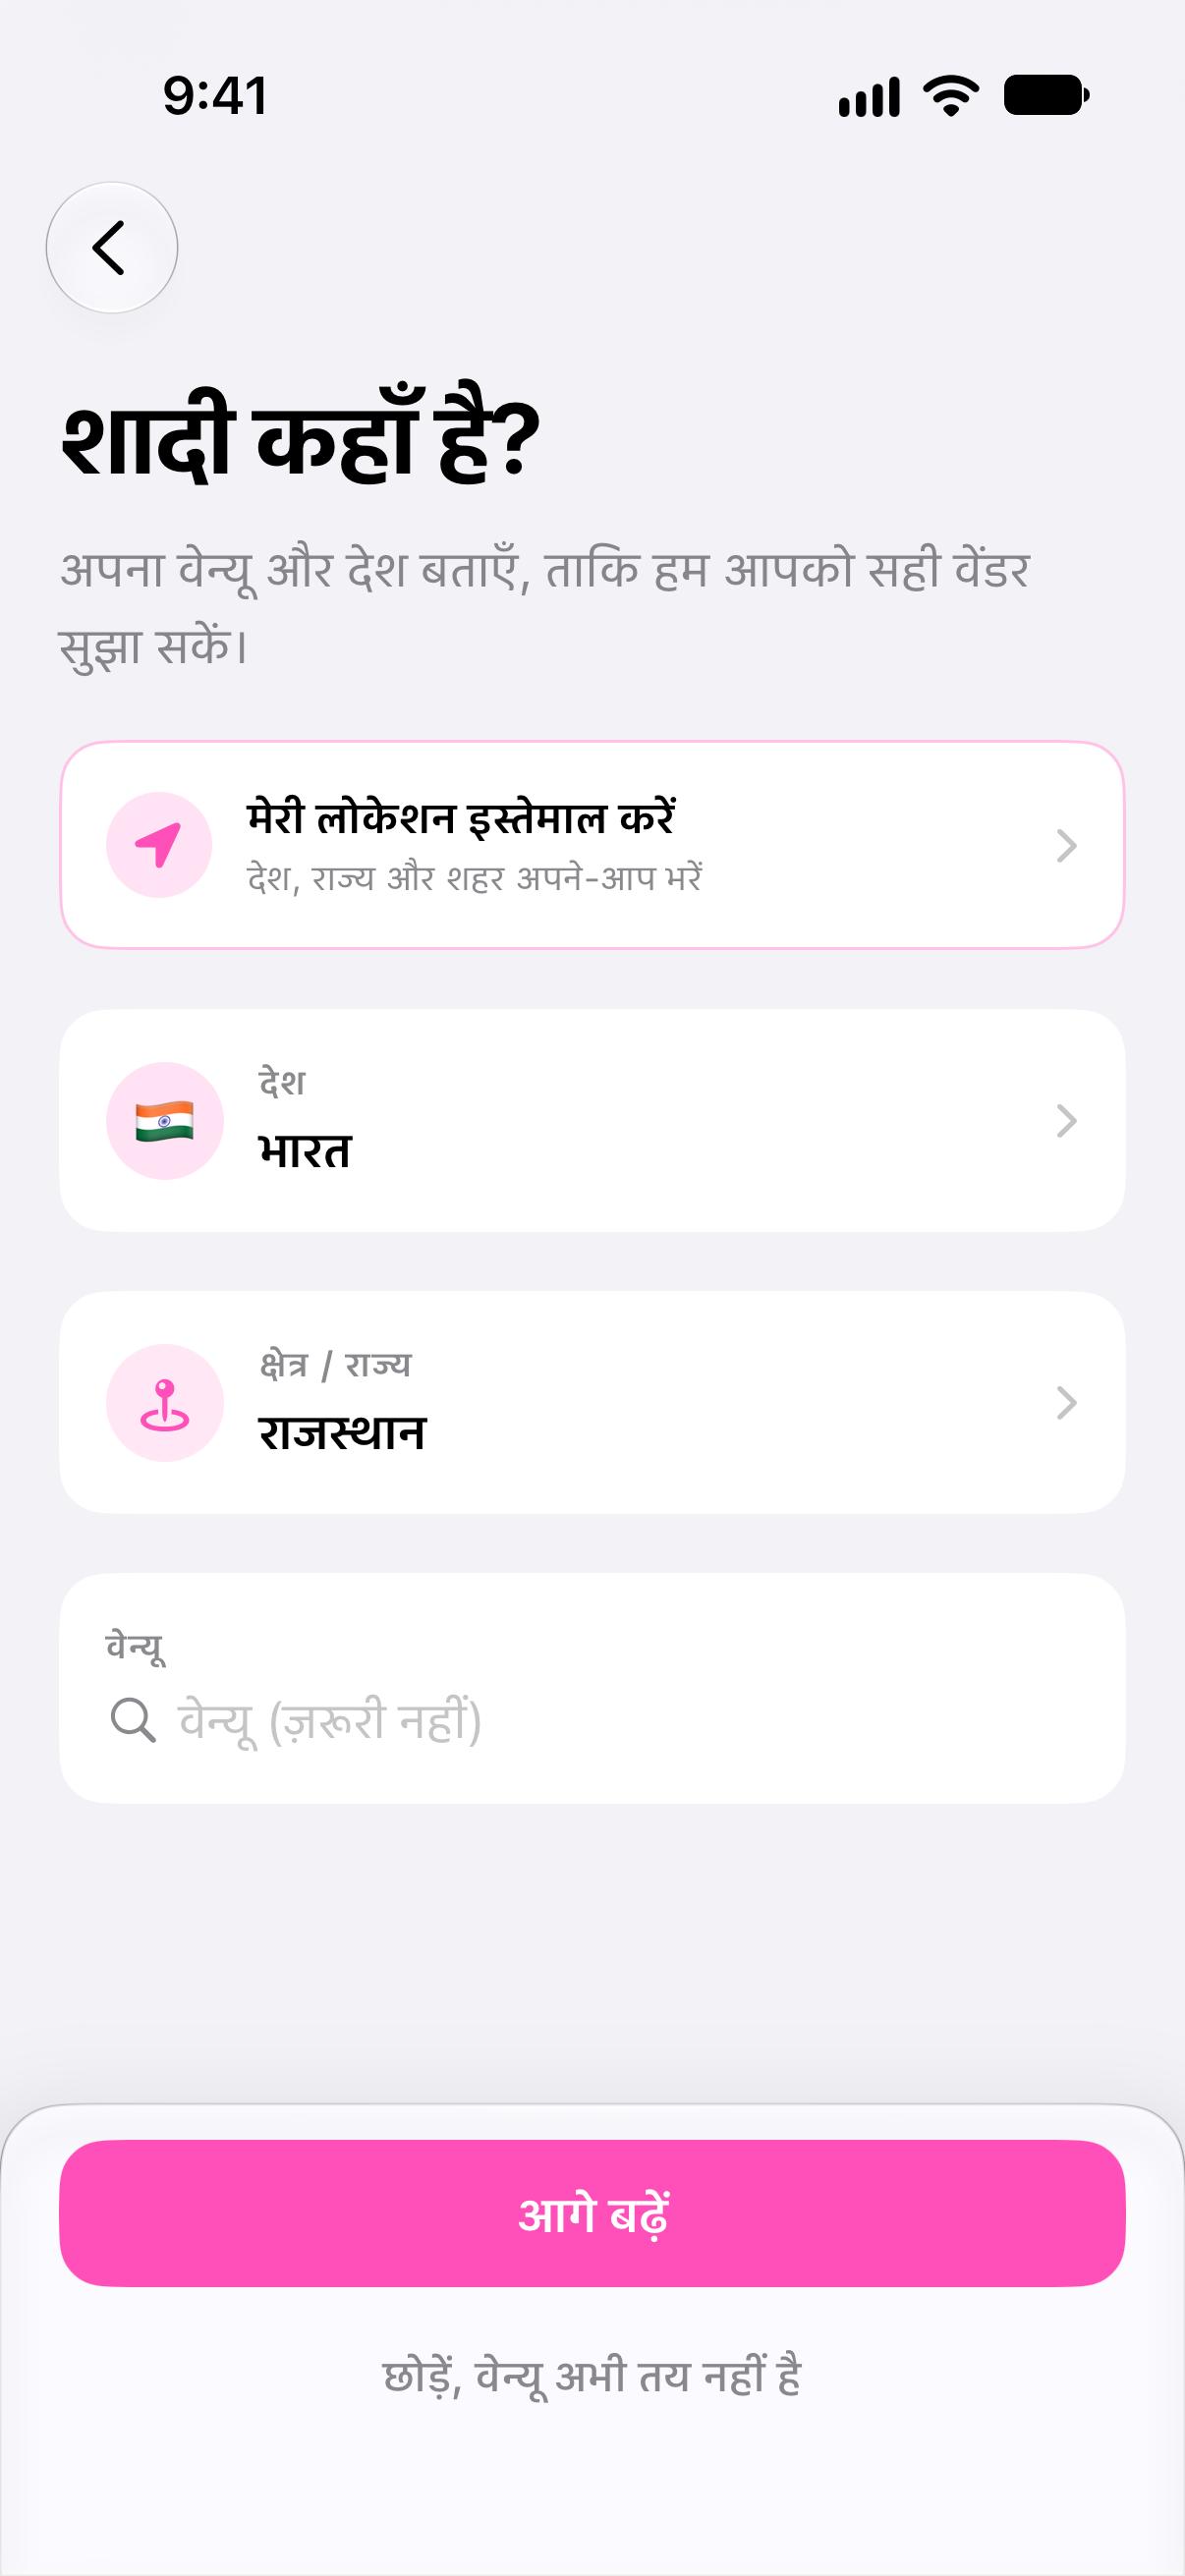 9:41
शादी कहाँ है?
अपना वेन्यू और देश बताएँ, ताकि हम आपको सही वेंडर
सुझा सकें।
मेरी लोकेशन इस्तेमाल करें
देश, राज्य और शहर अपने-आप भरें
देश
भारत
क्षेत्र / राज्य
राजस्थान
वेन्यू
वेन्यू (ज़रूरी नहीं)
आगे बढ़ें
छोड़ें, वेन्यू अभी तय नहीं है